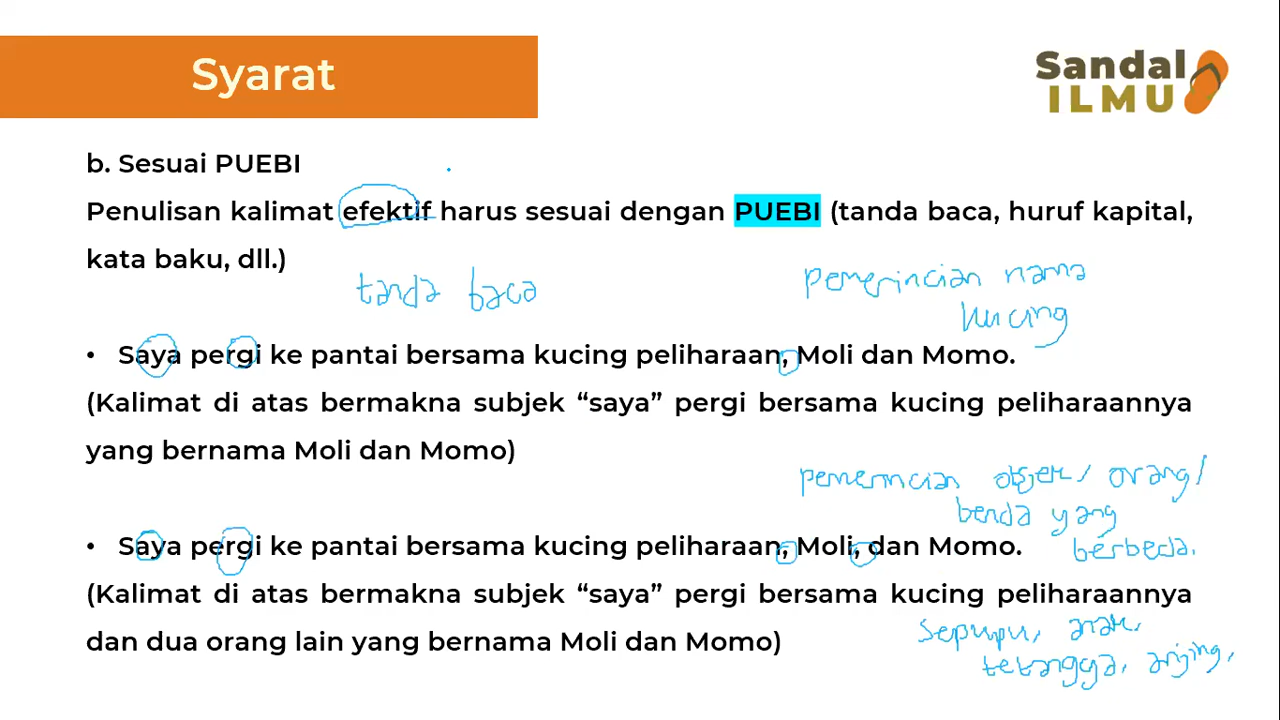 Syarat
Sandal
ILMU
b. Sesuai PUEBI
Penulisan kalimat efektif harus sesuai dengan PUEBI (tanda baca, huruf kapital,
kata baku, dll.)
tanda baca
pemerincian nama
kucing
• Saya pergi ke pantai bersama kucing peliharaan, Moli dan Momo.
(Kalimat di atas bermakna subjek “saya” pergi bersama kucing peliharaannya
yang bernama Moli dan Momo)
pemerincian objek/ orang/
benda yang
berbeda.
• Saya pergi ke pantai bersama kucing peliharaan, Moli, dan Momo.
(Kalimat di atas bermakna subjek “saya” pergi bersama kucing peliharaannya
dan dua orang lain yang bernama Moli dan Momo)
sepupu, anak,
tetangga, anjing,